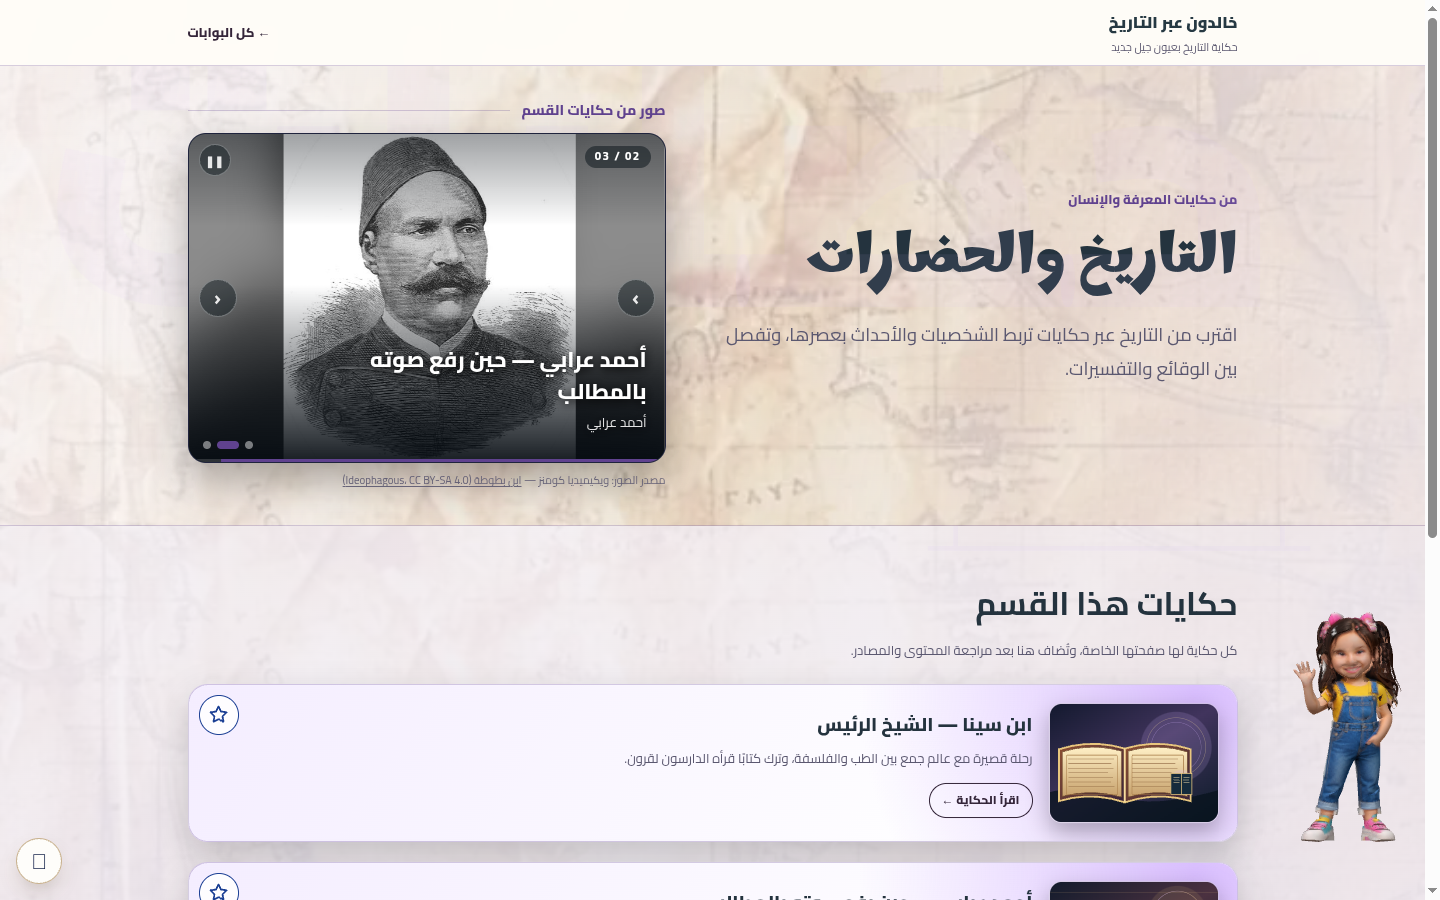 خالدون عبر التاريخ
حكاية التاريخ بعيون جيل جديد
← كل البوابات
من حكايات المعرفة والإنسان
التاريخ والحضارات
اقترب من التاريخ عبر حكايات تربط الشخصيات والأحداث بعصرها، وتفصل
بين الوقائع والتفسيرات.
صور من حكايات القسم
03 / 02
أحمد عرابي — حين رفع صوته
بالمطالب
أحمد عرابي
مصدر الصور: ويكيميديا كومنز — ابن بطوطة (Ideophagous، CC BY-SA 4.0)
حكايات هذا القسم
كل حكاية لها صفحتها الخاصة، وتُضاف هنا بعد مراجعة المحتوى والمصادر.
ابن سينا — الشيخ الرئيس
رحلة قصيرة مع عالم جمع بين الطب والفلسفة، وترك كتابًا قرأه الدارسون لقرون.
اقرأ الحكاية ←